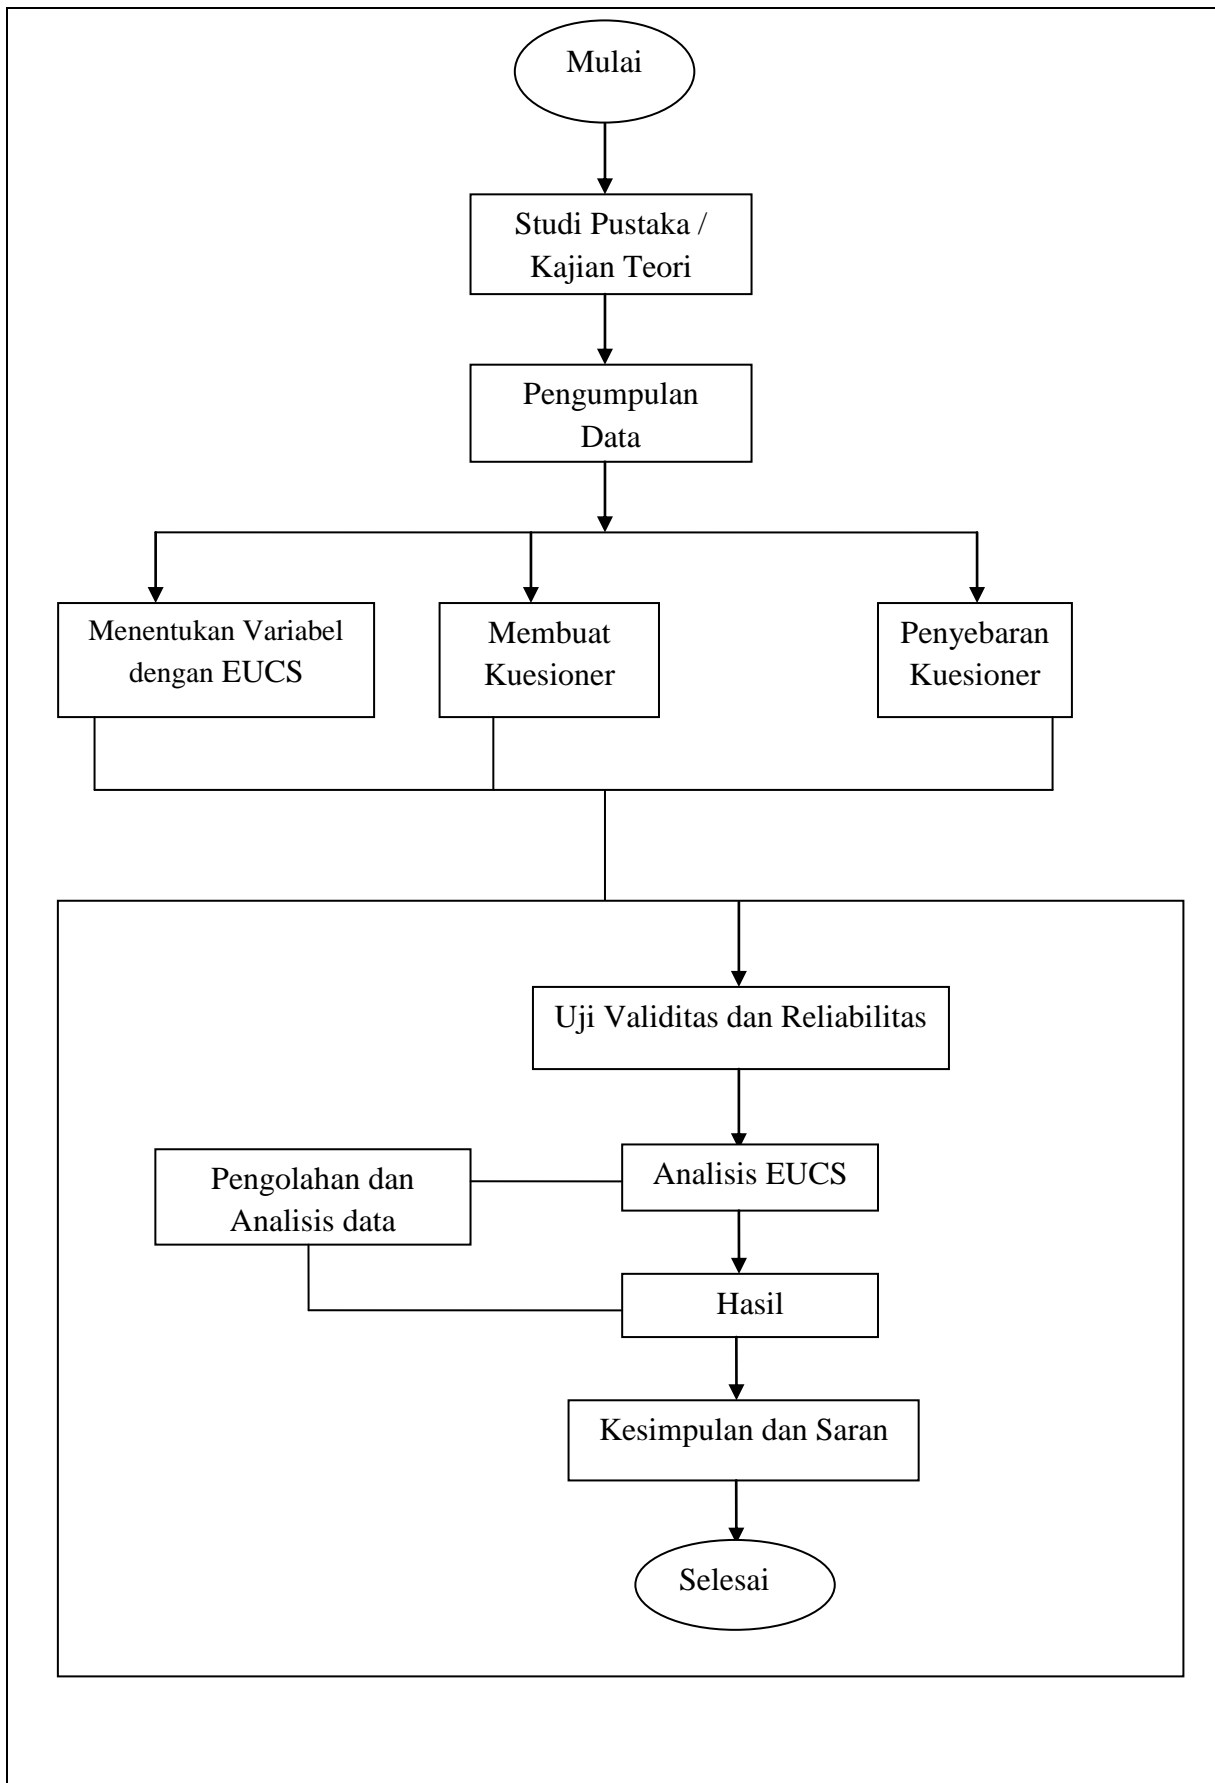 Mulai
Studi Pustaka /
Kajian Teori
Pengumpulan
Data
Menentukan Variabel
dengan EUCS
Membuat
Kuesioner
Penyebaran
Kuesioner
Uji Validitas dan Reliabilitas
Pengolahan dan
Analisis data
Analisis EUCS
Hasil
Kesimpulan dan Saran
Selesai